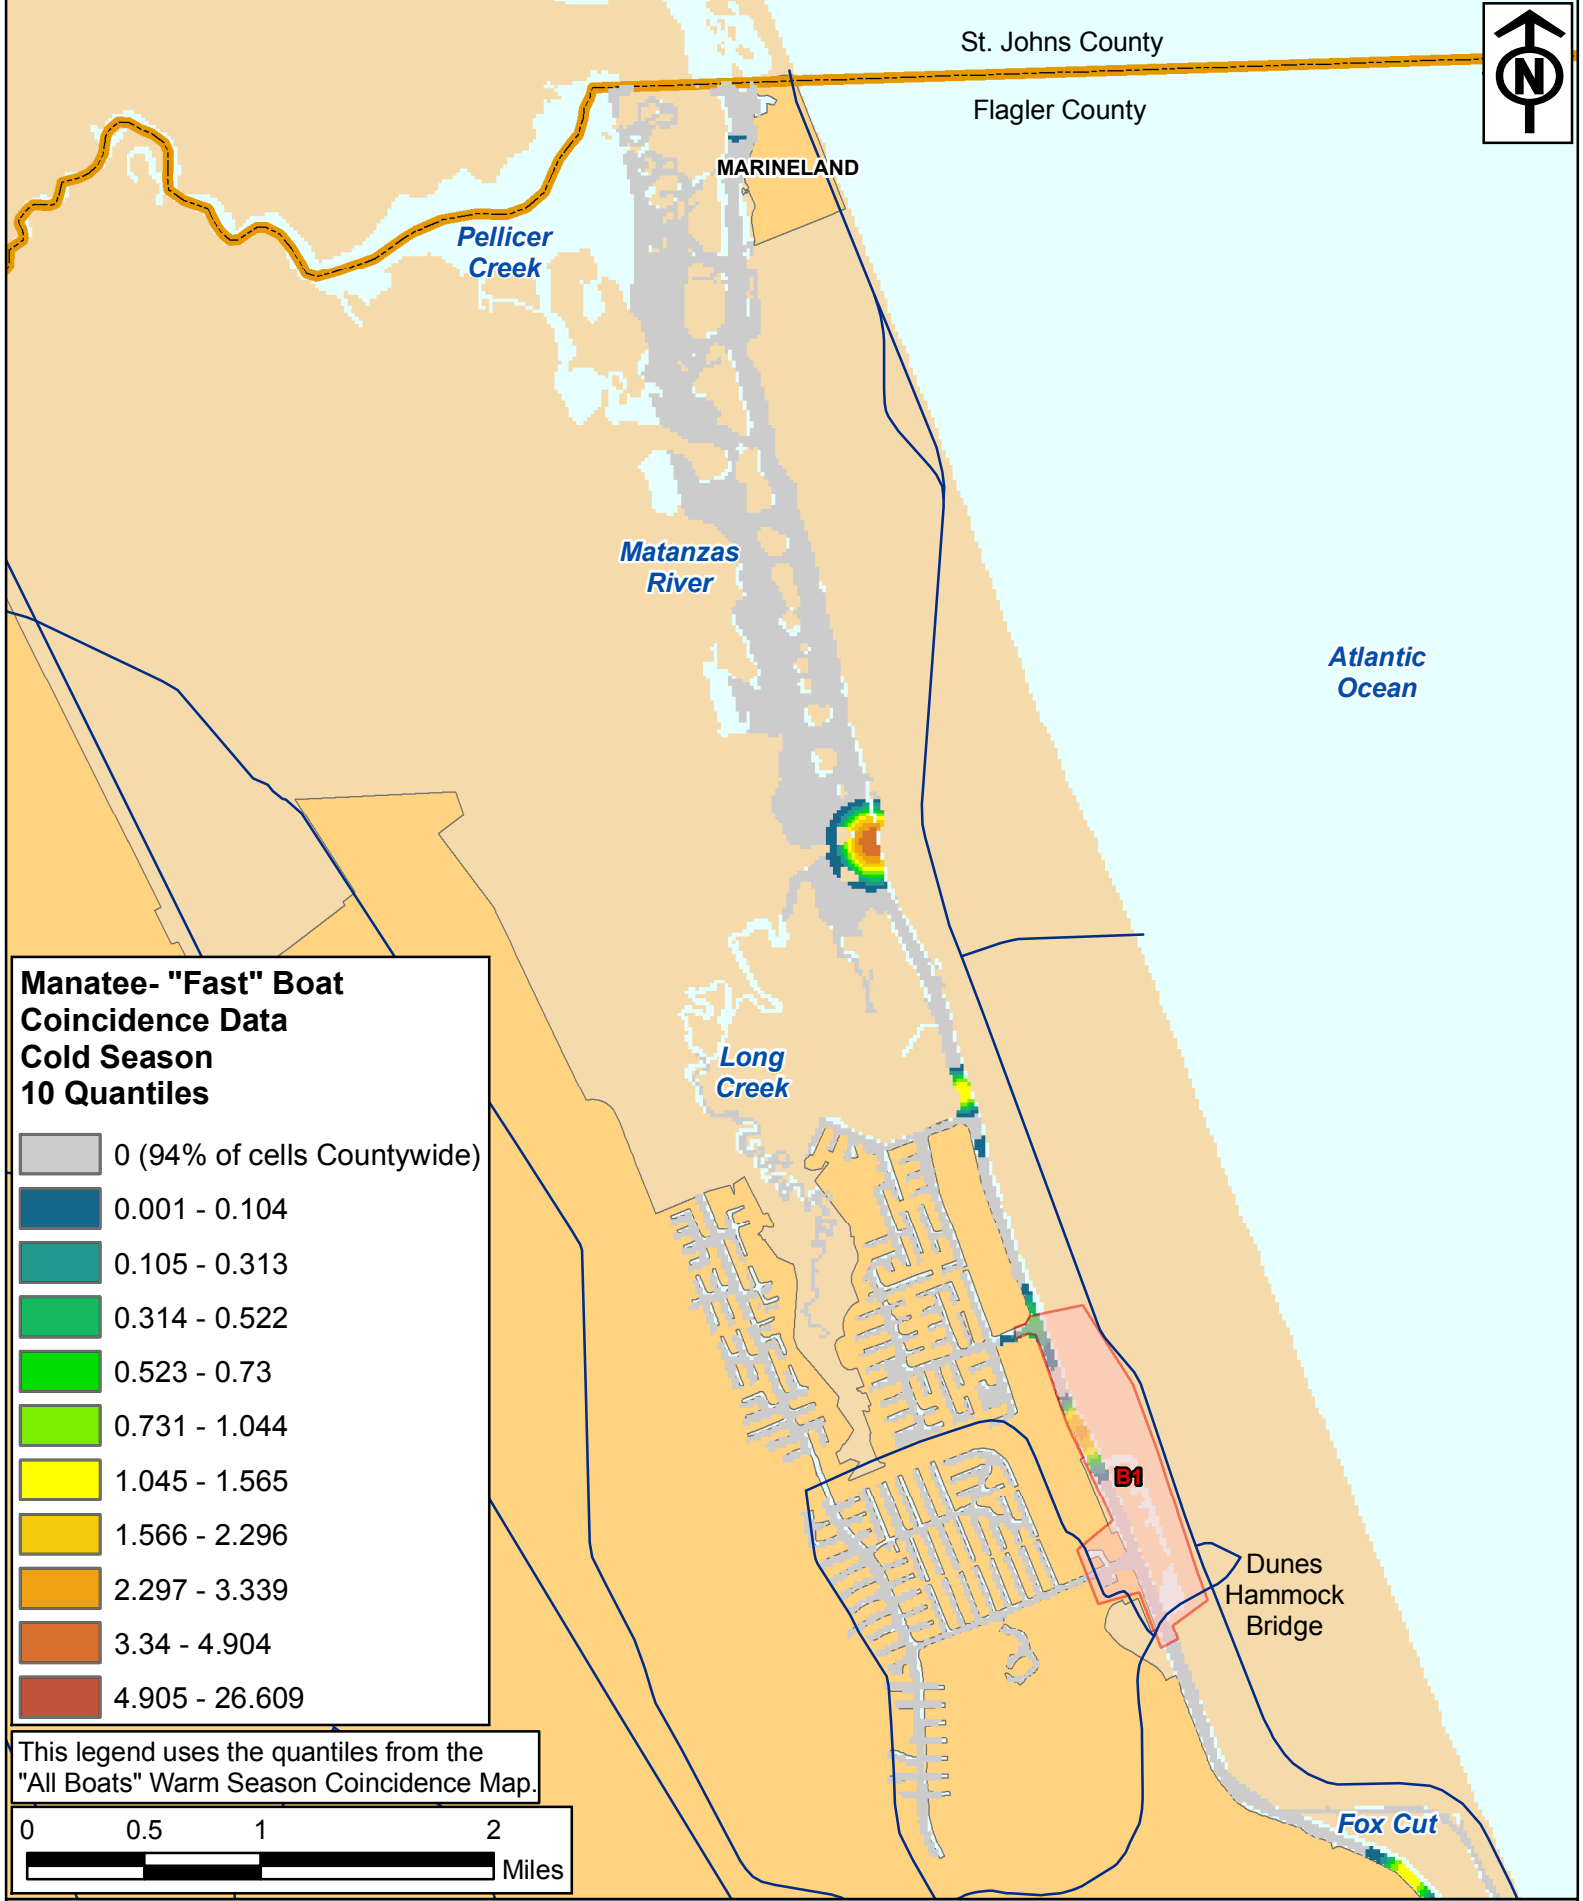 St. Johns County
N
Flagler County
MARINELAND
Pellicer
Creek
Matanzas
River
Atlantic
Ocean
Manatee- "Fast" Boat
Coincidence Data
Cold Season
10 Quantiles
0 (94% of cells Countywide)
0.001 - 0.104
0.105 - 0.313
0.314 - 0.522
0.523 - 0.73
0.731 - 1.044
1.045 - 1.565
1.566 - 2.296
2.297 - 3.339
3.34 - 4.904
4.905 - 26.609
Long
Creek
B1
Dunes
Hammock
Bridge
This legend uses the quantiles from the
"All Boats" Warm Season Coincidence Map.
0 0.5 1 2
Miles
Fox Cut